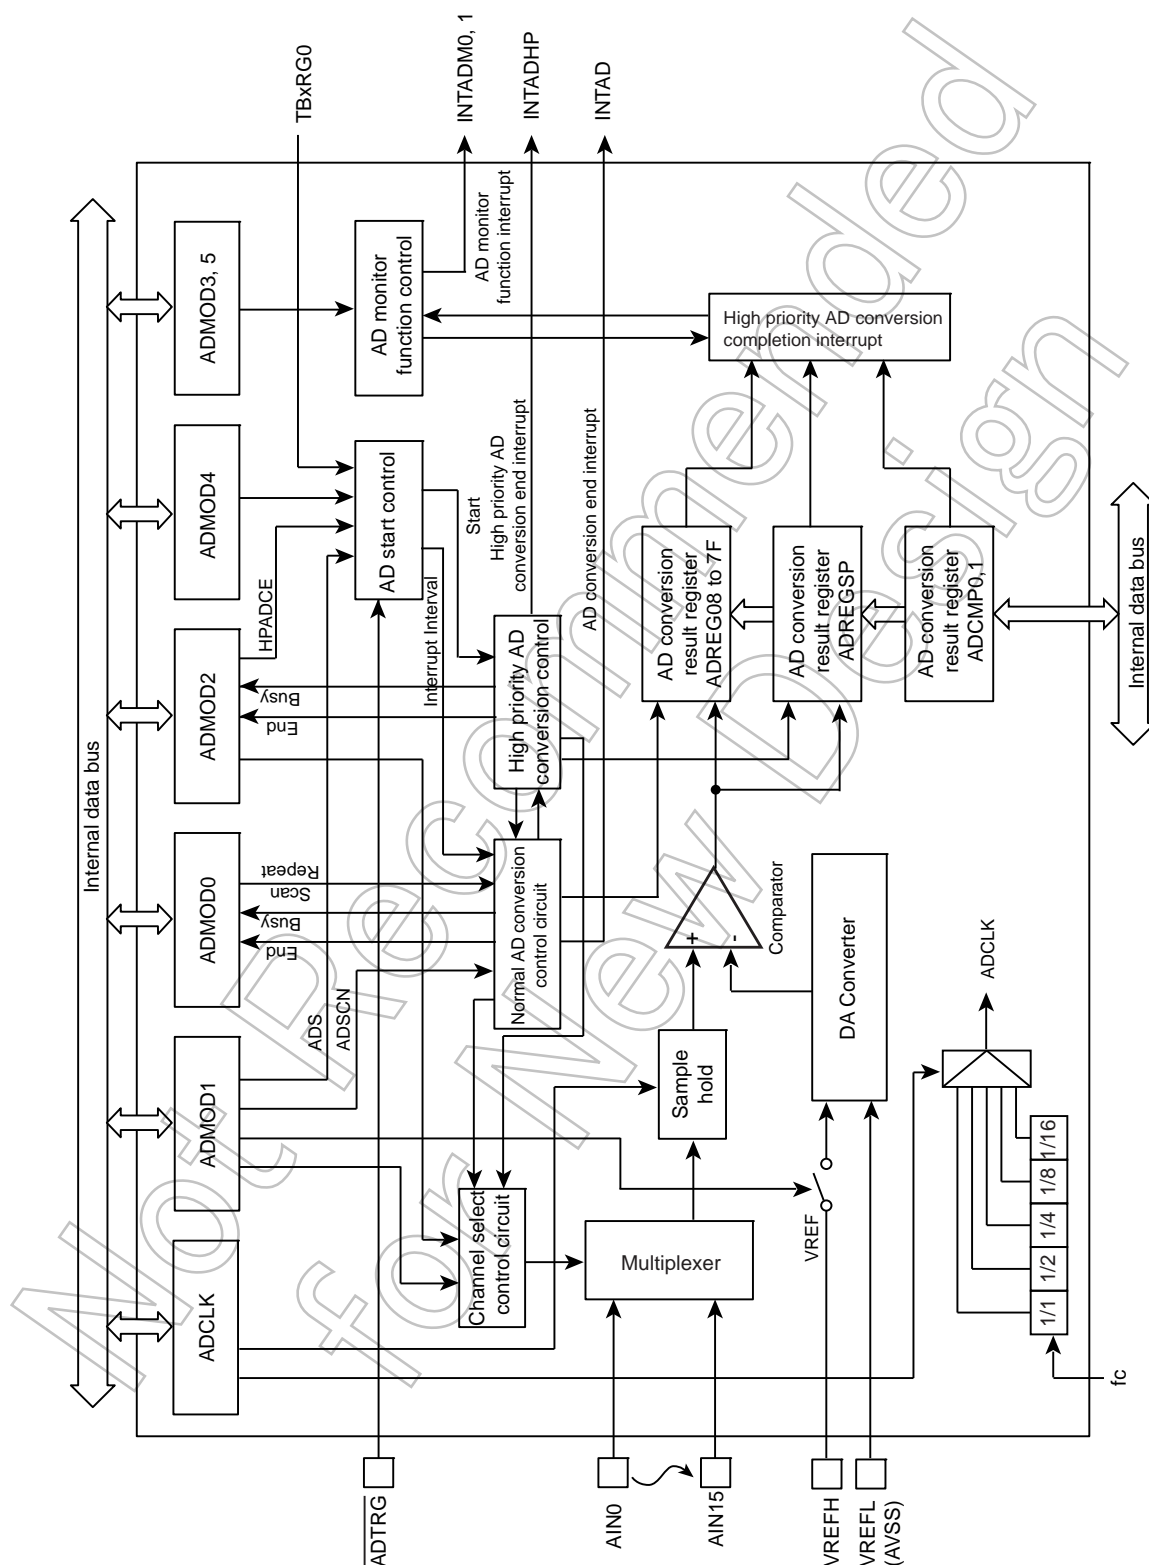 Internal data bus
ADCLK
ADMOD1
ADMOD0
ADMOD2
ADMOD4
ADMOD3, 5
TBxRG0
INTADM0, 1
INTADHP
INTAD
ADS
ADSCN
End
Busy
Scan
Repeat
End
Busy
HPADCE
ADTRG
AD start control
AD monitor
function control
AD monitor
function interrupt
Interrupt Interval
Start
High priority AD
conversion end interrupt
AD conversion end interrupt
Channel select
control circuit
Normal AD conversion
control circuit
High priority AD
conversion control
High priority AD conversion
completion interrupt
AIN0
AIN15
Multiplexer
Sample
hold
+
-
Comparator
AD conversion
result register
ADREG08 to 7F
AD conversion
result register
ADREGSP
AD conversion
result register
ADCMP0,1
Internal data bus
VREFH
VREFL
(AVSS)
VREF
DA Converter
ADCLK
1/1
1/2
1/4
1/8
1/16
fc
Not Recommended
for New Design